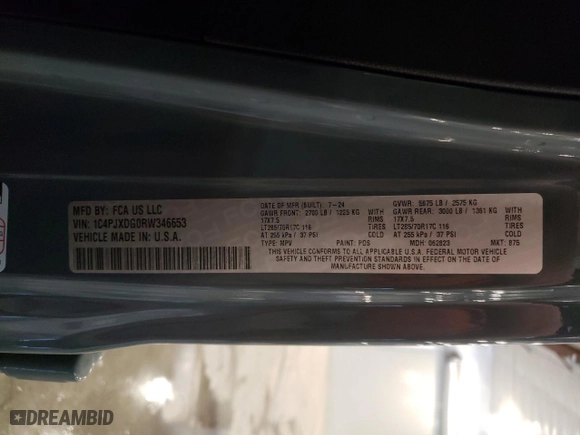 MFD BY: FCA US LLC
VIN: 1C4PJXDG0RW346653
VEHICLE MADE IN: U.S.A.
DATE OF MFR (BUILT): 7-24 GVWR: 5675 LB / 2575 KG
GAWR FRONT: 2700 LB / 1225 KG WITH GAWR REAR: 3000 LB / 1361 KG WITH
17X7.5 RIMS 17X7.5 RIMS
LT285/70R17C 116 TIRES LT285/70R17C 116 TIRES
AT 255 kPa / 37 PSI COLD AT 255 kPa / 37 PSI COLD
TYPE: MPV PAINT: PDS MDH: 062823 MKT: 875
THIS VEHICLE CONFORMS TO ALL APPLICABLE U.S.A. FEDERAL MOTOR VEHICLE
SAFETY AND THEFT PREVENTION STANDARDS IN EFFECT ON THE DATE OF
MANUFACTURE SHOWN ABOVE.
DREAMBID